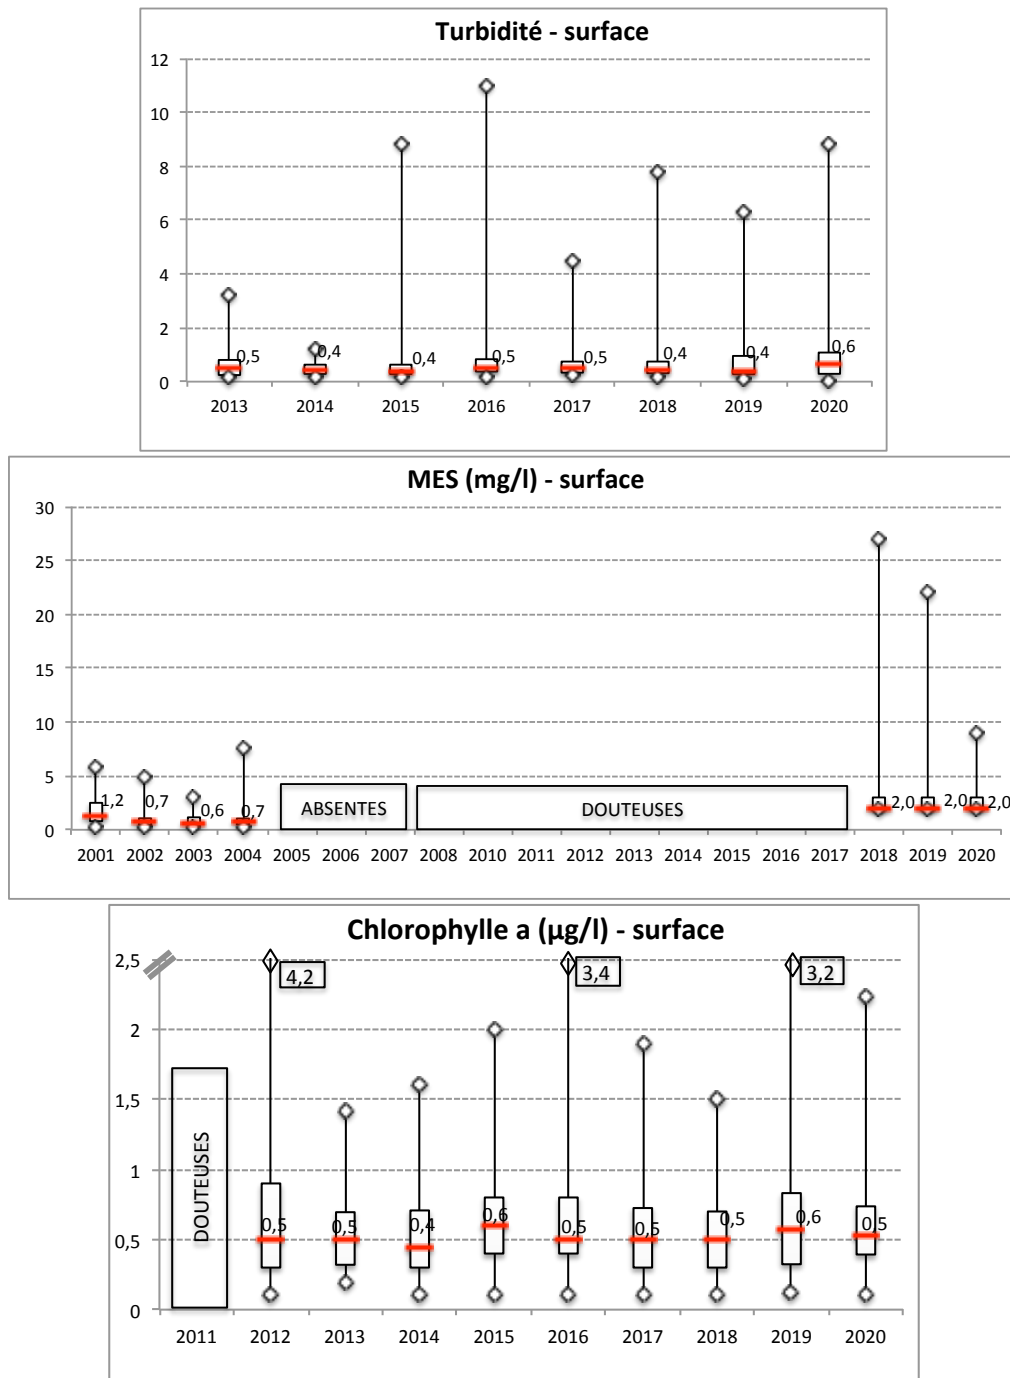 Turbidité - surface
12
10
8
6
4
2
0
0,5 0,4 0,4 0,5 0,5 0,4 0,4 0,6
2013 2014 2015 2016 2017 2018 2019 2020
MES (mg/l) - surface
30
25
20
15
10
5
0
1,2 0,7 0,6 0,7 ABSENTES DOUTEUSES 2,0 2,0 2,0
2001 2002 2003 2004 2005 2006 2007 2008 2010 2011 2012 2013 2014 2015 2016 2017 2018 2019 2020
Chlorophylle a (µg/l) - surface
2,5
2
1,5
1
0,5
0
4,2 3,4 3,2
DOUTEUSES
0,5 0,5 0,4 0,6 0,5 0,5 0,5 0,6 0,5
2011 2012 2013 2014 2015 2016 2017 2018 2019 2020